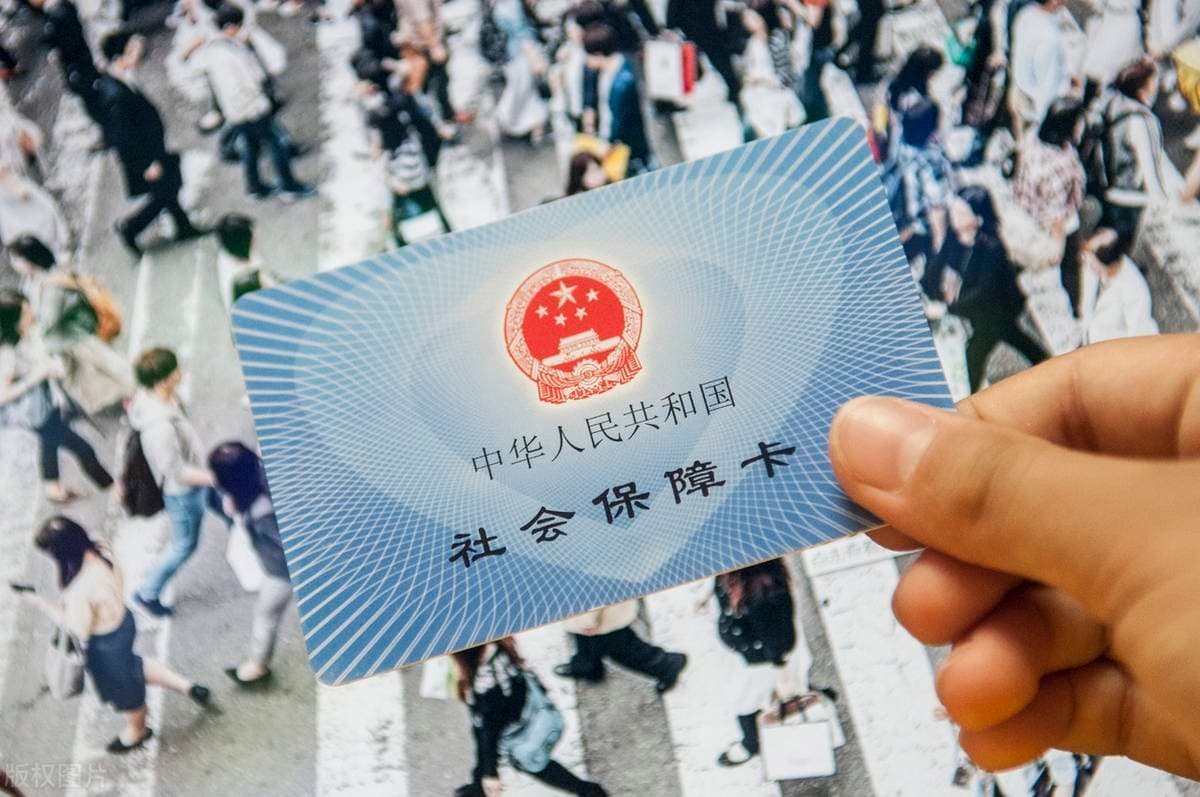 中华人民共和国
社会保障卡
版权图片